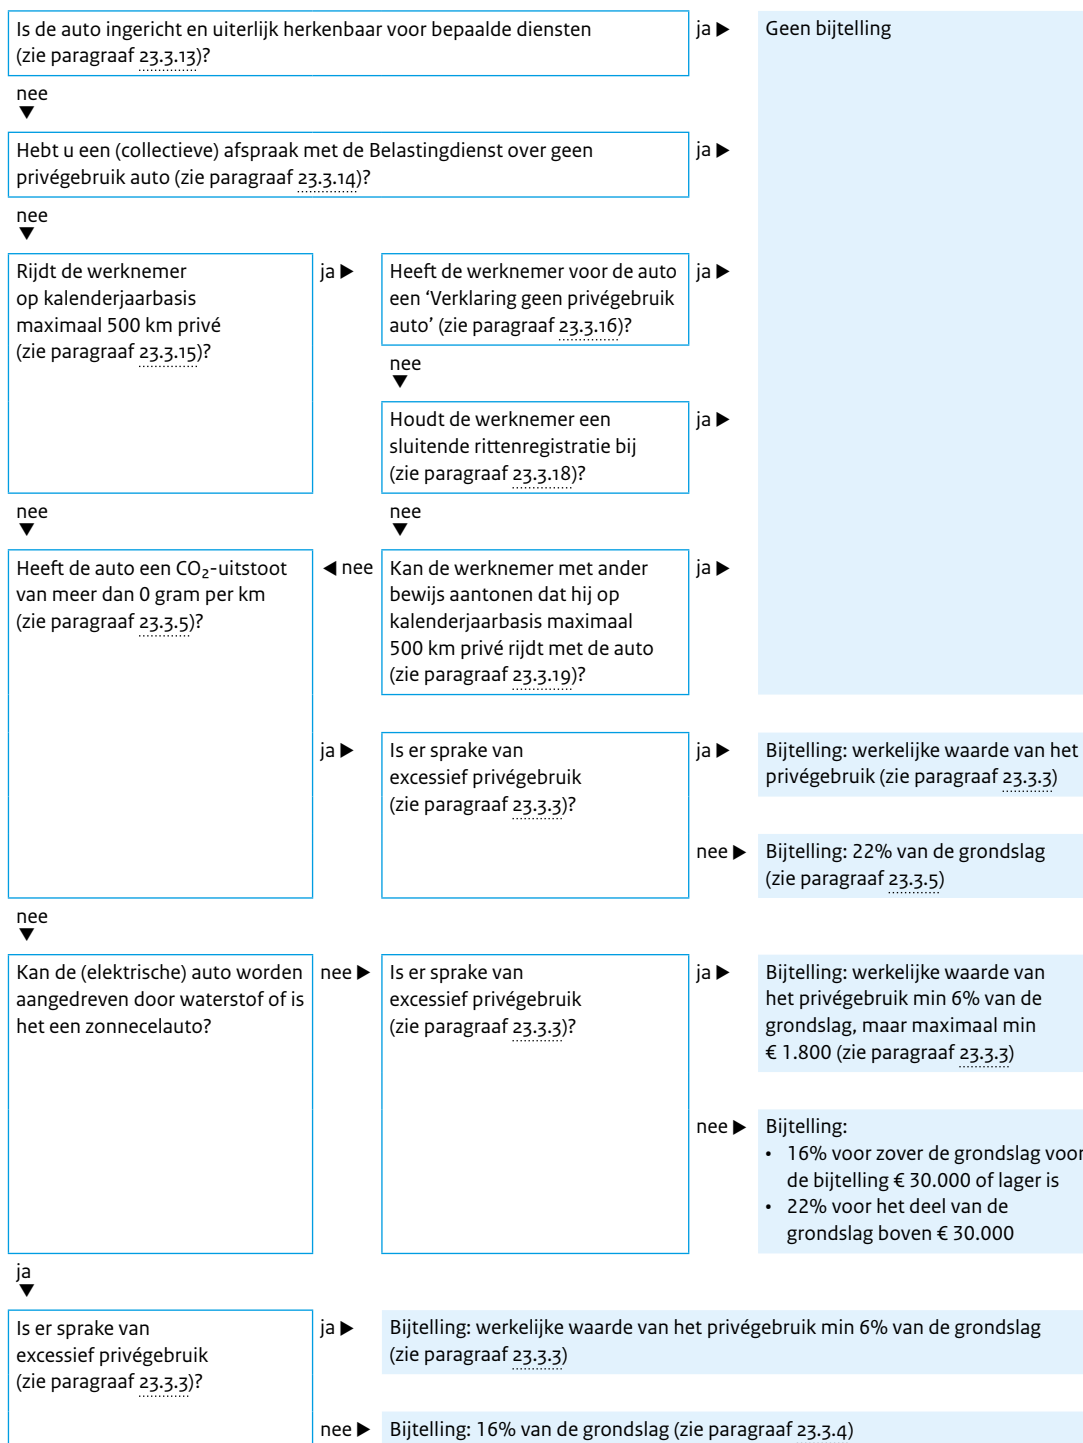 Is de auto ingericht en uiterlijk herkenbaar voor bepaalde diensten
(zie paragraaf 23.3.13)?
ja ▶
Geen bijtelling
nee
▼
Hebt u een (collectieve) afspraak met de Belastingdienst over geen
privégebruik auto (zie paragraaf 23.3.14)?
ja ▶
nee
▼
Rijdt de werknemer
op kalenderjaarbasis
maximaal 500 km privé
(zie paragraaf 23.3.15)?
ja ▶
Heeft de werknemer voor de auto
een ‘Verklaring geen privégebruik
auto’ (zie paragraaf 23.3.16)?
ja ▶
nee
▼
Houdt de werknemer een
sluitende rittenregistratie bij
(zie paragraaf 23.3.18)?
ja ▶
nee
▼
nee
▼
Heeft de auto een CO₂-uitstoot
van meer dan 0 gram per km
(zie paragraaf 23.3.5)?
◀ nee
Kan de werknemer met ander
bewijs aantonen dat hij op
kalenderjaarbasis maximaal
500 km privé rijdt met de auto
(zie paragraaf 23.3.19)?
ja ▶
ja ▶
Is er sprake van
excessief privégebruik
(zie paragraaf 23.3.3)?
ja ▶
Bijtelling: werkelijke waarde van het
privégebruik (zie paragraaf 23.3.3)
nee ▶
Bijtelling: 22% van de grondslag
(zie paragraaf 23.3.5)
nee
▼
Kan de (elektrische) auto worden
aangedreven door waterstof of is
het een zonnecelauto?
nee ▶
Is er sprake van
excessief privégebruik
(zie paragraaf 23.3.3)?
ja ▶
Bijtelling: werkelijke waarde van
het privégebruik min 6% van de
grondslag, maar maximaal min
€ 1.800 (zie paragraaf 23.3.3)
nee ▶
Bijtelling:
• 16% voor zover de grondslag voor
de bijtelling € 30.000 of lager is
• 22% voor het deel van de
grondslag boven € 30.000
ja
▼
Is er sprake van
excessief privégebruik
(zie paragraaf 23.3.3)?
ja ▶
Bijtelling: werkelijke waarde van het privégebruik min 6% van de grondslag
(zie paragraaf 23.3.3)
nee ▶
Bijtelling: 16% van de grondslag (zie paragraaf 23.3.4)